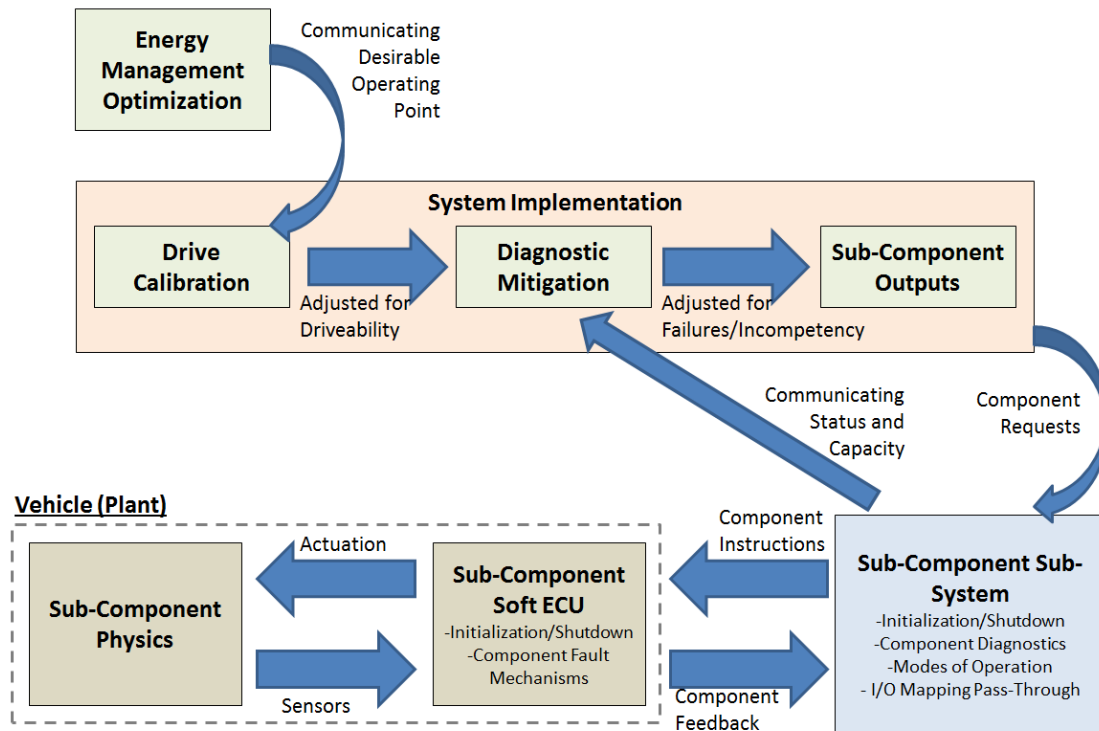 Energy
Management
Optimization
Communicating
Desirable
Operating
Point
System Implementation
Drive
Calibration
Adjusted for
Driveability
Diagnostic
Mitigation
Adjusted for
Failures/Incompetency
Sub-Component
Outputs
Communicating
Status and
Capacity
Component
Requests
Vehicle (Plant)
Sub-Component
Physics
Actuation
Sensors
Sub-Component
Soft ECU
-Initialization/Shutdown
-Component Fault
Mechanisms
Component
Instructions
Component
Feedback
Sub-Component Sub-
System
-Initialization/Shutdown
-Component Diagnostics
-Modes of Operation
- I/O Mapping Pass-Through